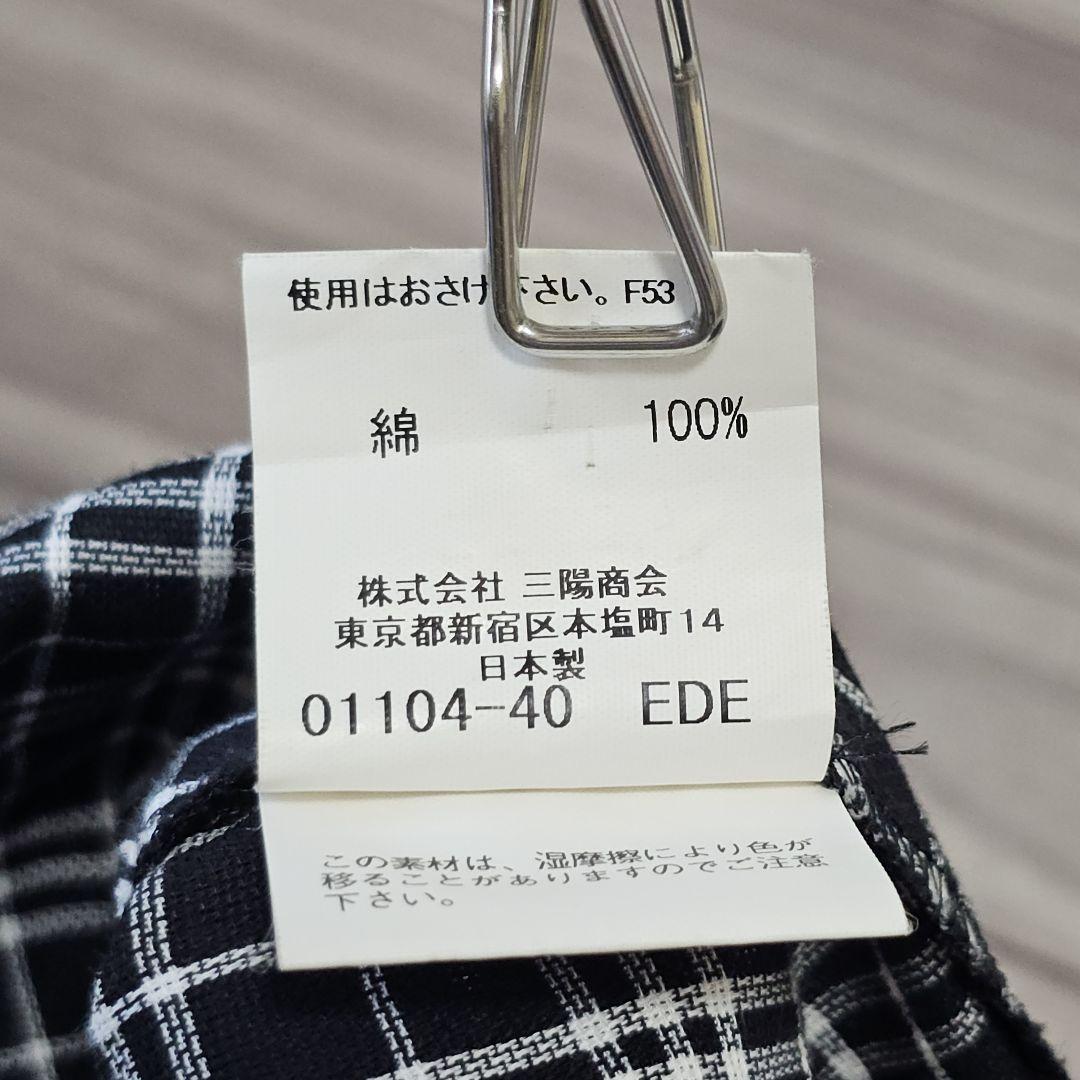 使用はおさけ下さい。F53
綿 100%
株式会社 三陽商会
東京都新宿区本塩町14
日本製
01104-40 EDE
この素材は、湿摩擦により色が
移ることがありますのでご注意
下さい。